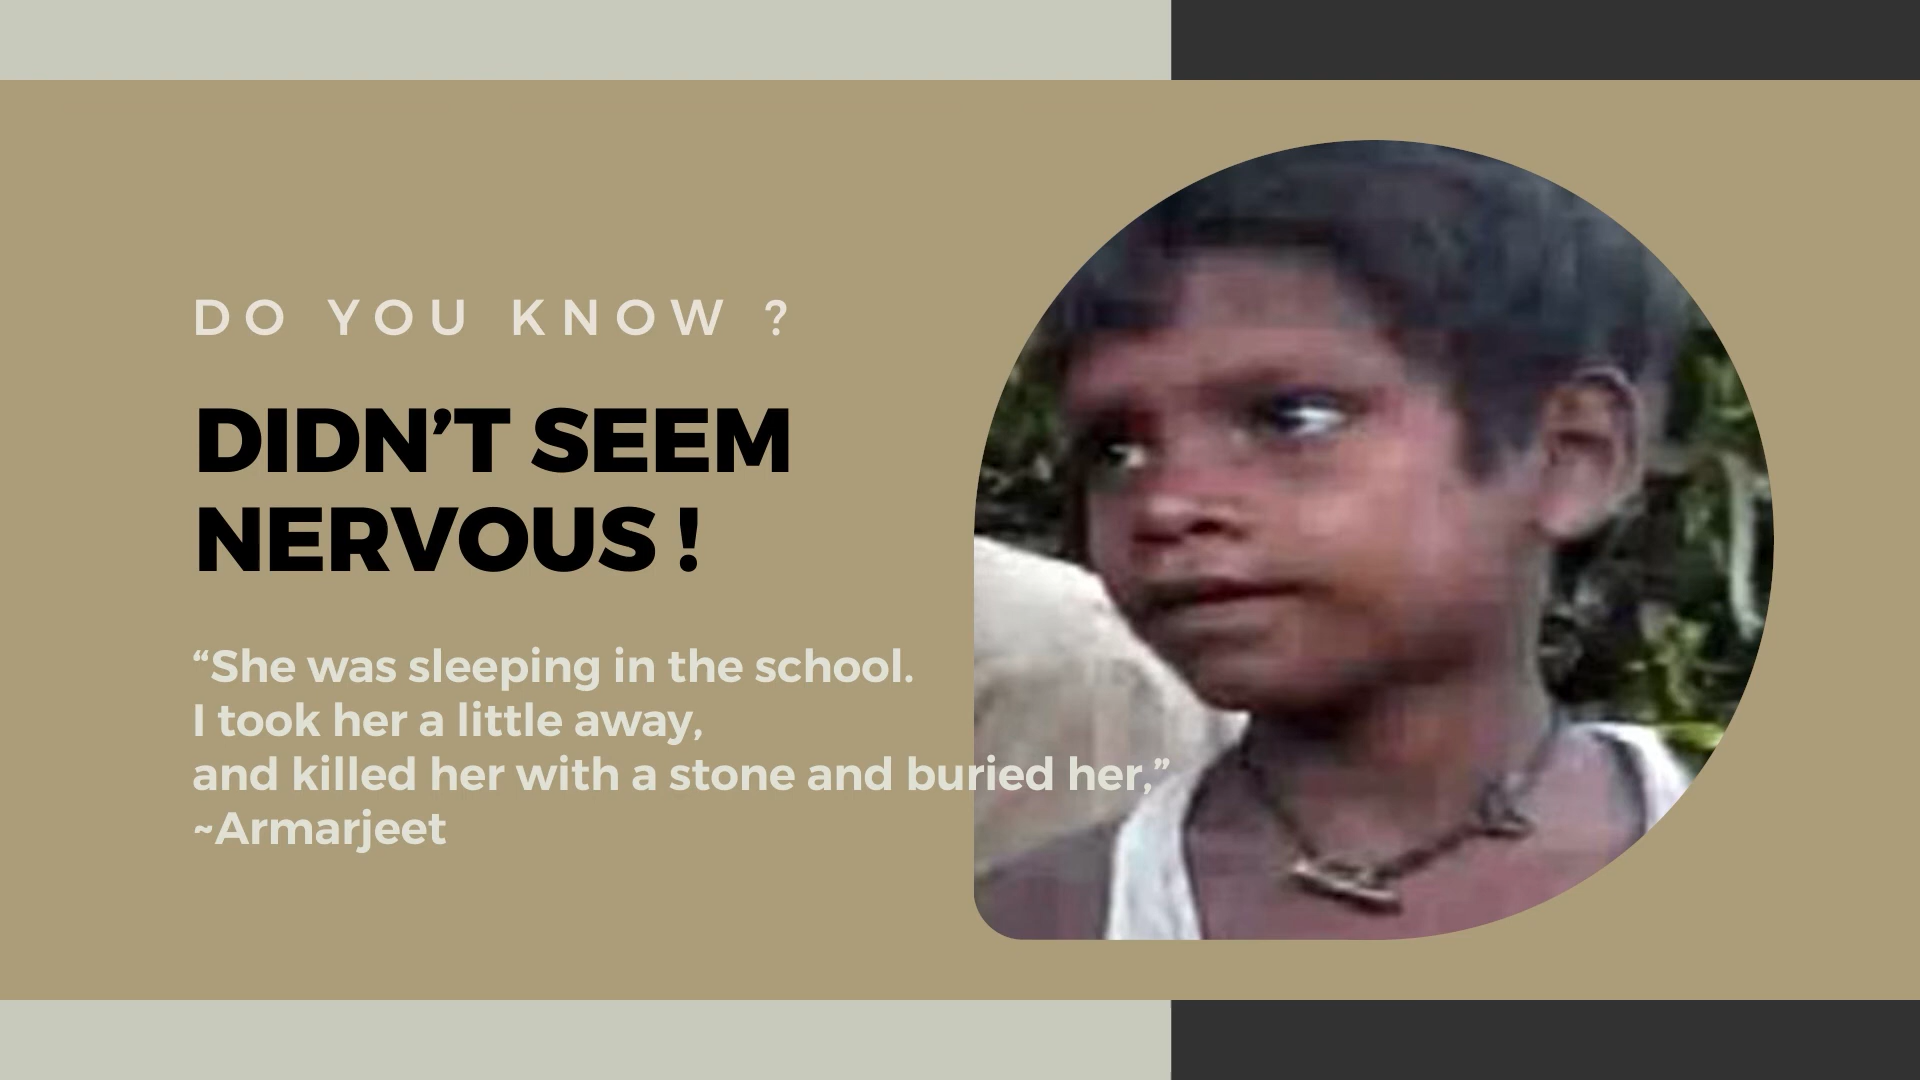 DO YOU KNOW ?
DIDN’T SEEM
NERVOUS !
“She was sleeping in the school.
I took her a little away,
and killed her with a stone and buried her,”
~Armarjeet